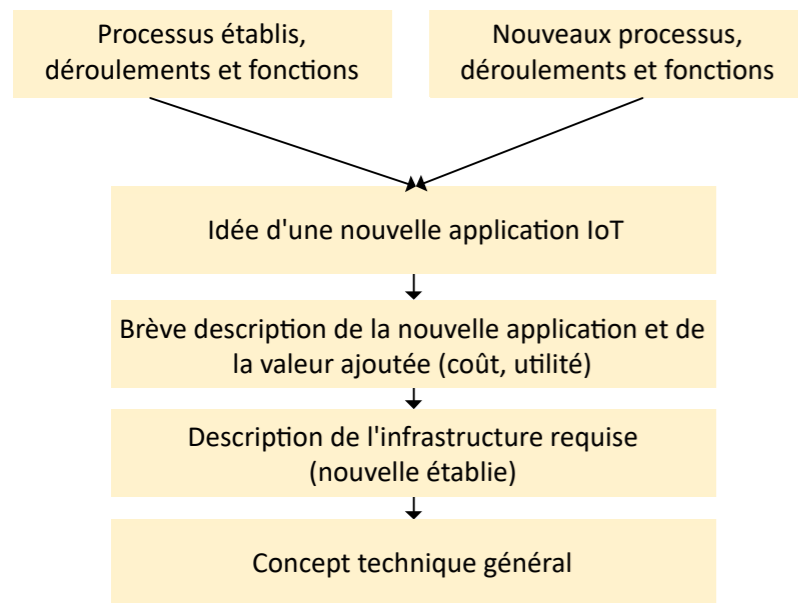 Processus établis,
déroulements et fonctions
Nouveaux processus,
déroulements et fonctions
Idée d'une nouvelle application IoT
Brève description de la nouvelle application et de
la valeur ajoutée (coût, utilité)
Description de l'infrastructure requise
(nouvelle établie)
Concept technique général